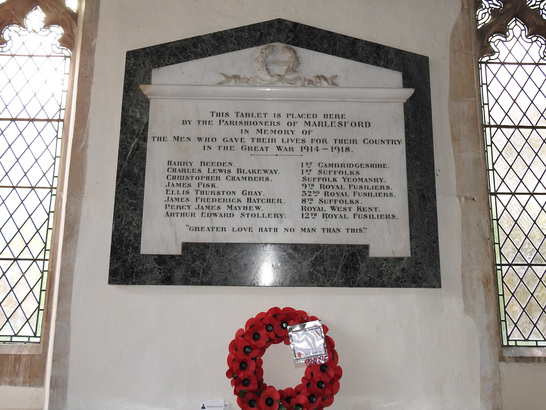 THIS TABLET IS PLACED HERE
BY THE PARISHIONERS OF MARLESFORD
IN MEMORY OF
THE MEN WHO GAVE THEIR LIVES FOR THEIR COUNTRY
IN THE GREAT WAR 1914-1918.
HARRY BEEDEN. 1ST CAMBRIDGESHIRE.
CHARLES LEWIS BLAKEWAY. 1ST SUFFOLKS.
CHRISTOPHER CHAMBERS. SUFFOLK YEOMANRY.
JAMES FISK. 9TH ROYAL FUSILIERS.
ELLIS THURSTON GRAY. 32ND ROYAL FUSILIERS.
JAMES FREDERICK HATCHER. 8TH SUFFOLKS.
PERCY JAMES MAYHEW. ROYAL WEST KENT.
ARTHUR EDWARD STOLLERY. 12TH ROYAL FUSILIERS.
"GREATER LOVE HATH NO MAN THAN THIS."